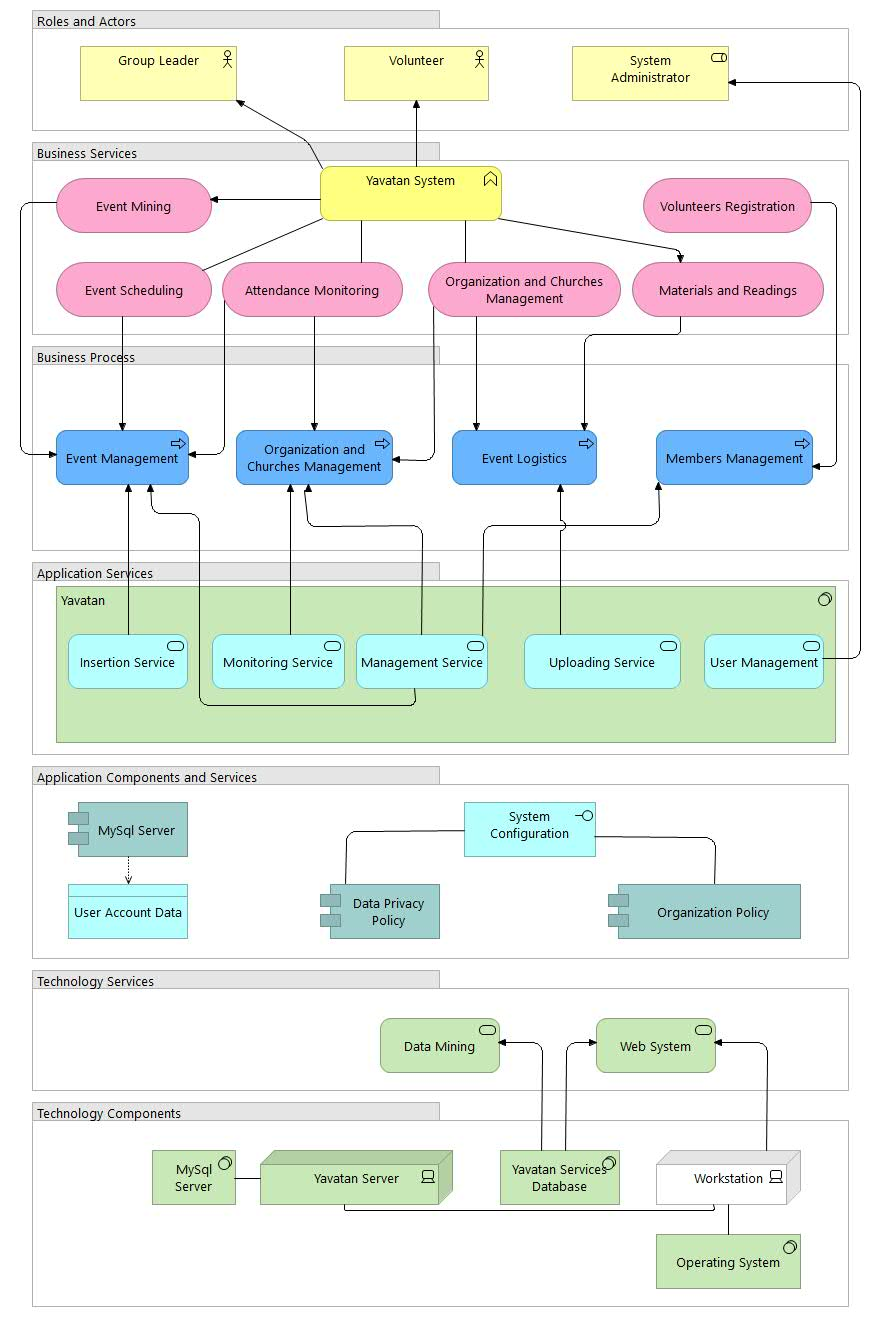 Roles and Actors
Group Leader
Volunteer
System
Administrator
Business Services
Yavatan System
Event Mining
Volunteers Registration
Event Scheduling
Attendance Monitoring
Organization and Churches
Management
Materials and Readings
Business Process
Event Management
Organization and
Churches Management
Event Logistics
Members Management
Application Services
Yavatan
Insertion Service
Monitoring Service
Management Service
Uploading Service
User Management
Application Components and Services
MySql Server
System
Configuration
User Account Data
Data Privacy
Policy
Organization Policy
Technology Services
Data Mining
Web System
Technology Components
MySql
Server
Yavatan Server
Yavatan Services
Database
Workstation
Operating System